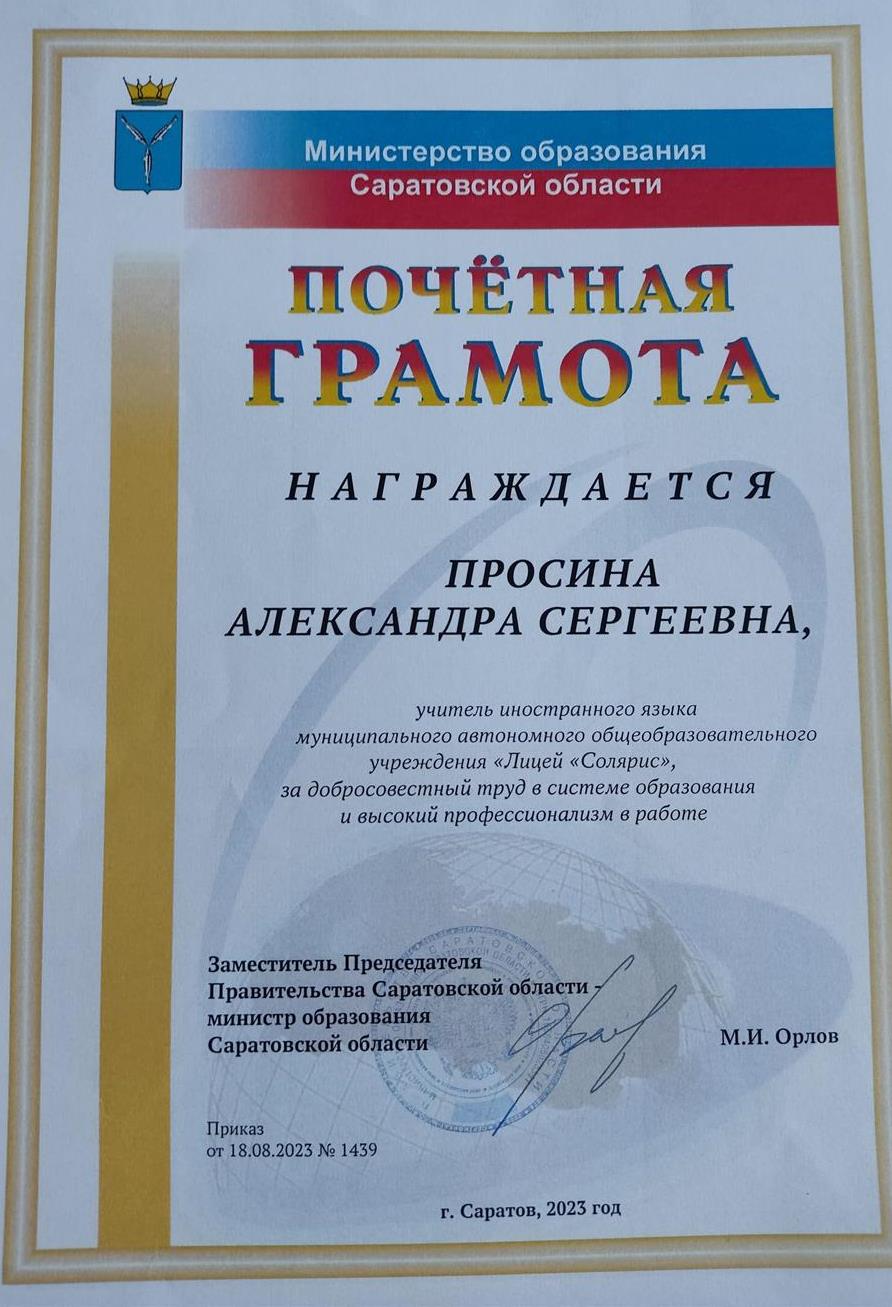 Министерство образования
Саратовской области
ПОЧЁТНАЯ
ГРАМОТА
НАГРАЖДАЕТСЯ
ПРОСИНА
АЛЕКСАНДРА СЕРГЕЕВНА,
учитель иностранного языка
муниципального автономного общеобразовательного
учреждения «Лицей «Солярис»,
за добросовестный труд в системе образования
и высокий профессионализм в работе
Заместитель Председателя
Правительства Саратовской области -
министр образования
Саратовской области
М.И. Орлов
Приказ
от 18.08.2023 № 1439
г. Саратов, 2023 год